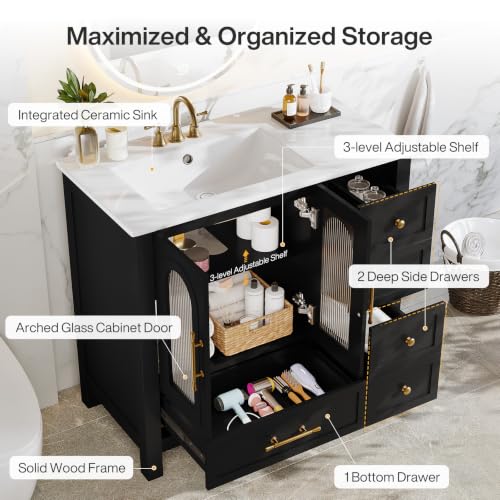 Maximized & Organized Storage
Integrated Ceramic Sink
3-level Adjustable Shelf
3-level Adjustable Shelf
2 Deep Side Drawers
Arched Glass Cabinet Door
Solid Wood Frame
1 Bottom Drawer